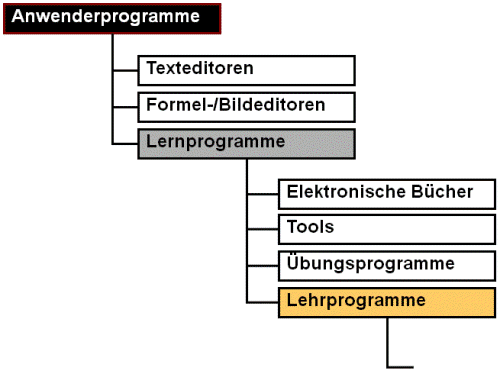 Anwenderprogramme
Texteditoren
Formel-/Bildeditoren
Lernprogramme
Elektronische Bücher
Tools
Übungsprogramme
Lehrprogramme